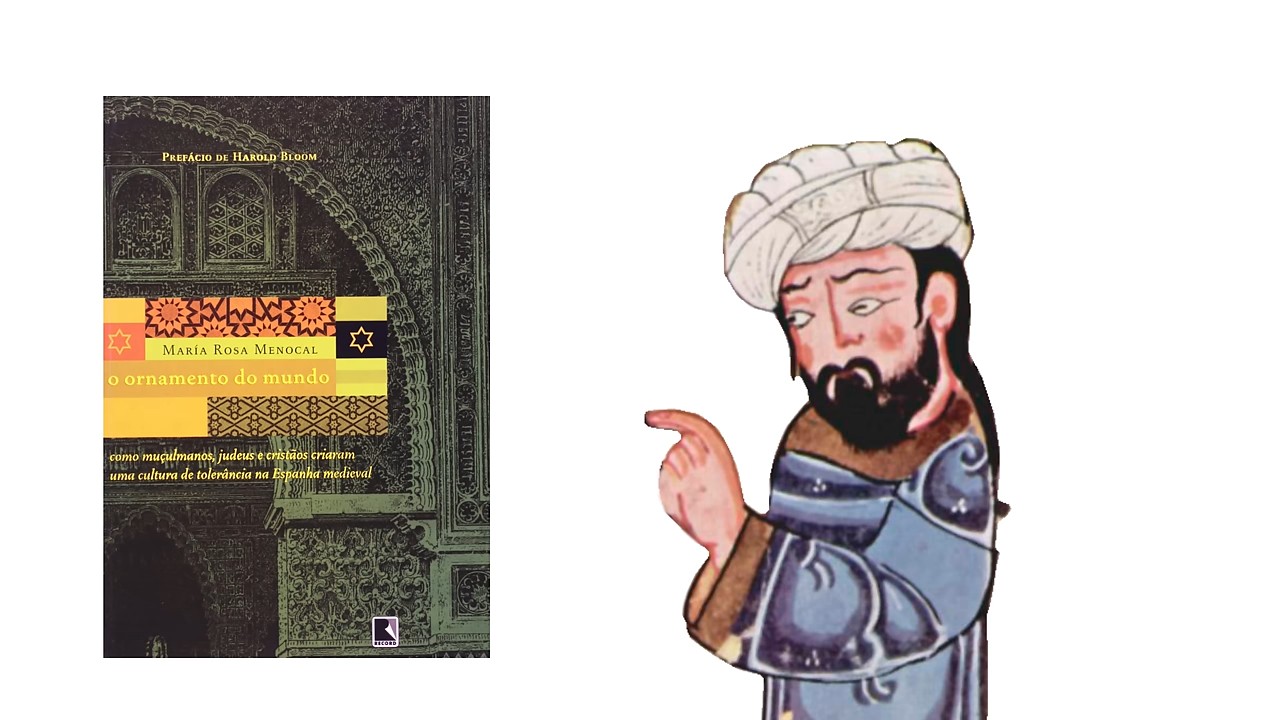 Prefácio de Harold Bloom
María Rosa Menocal
o ornamento do mundo
como muçulmanos, judeus e cristãos criaram
uma cultura de tolerância na Espanha medieval
RECORD